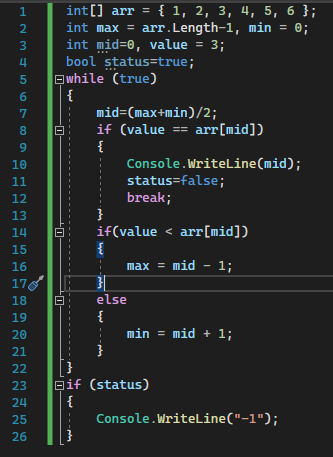 1 int[] arr = { 1, 2, 3, 4, 5, 6 };
2 int max = arr.Length-1, min = 0;
3 int mid=0, value = 3;
4 bool status=true;
5 while (true)
6 {
7 mid=(max+min)/2;
8 if (value == arr[mid])
9 {
10 Console.WriteLine(mid);
11 status=false;
12 break;
13 }
14 if(value < arr[mid])
15 {
16 max = mid - 1;
17 }
18 else
19 {
20 min = mid + 1;
21 }
22 }
23 if (status)
24 {
25 Console.WriteLine("-1");
26 }